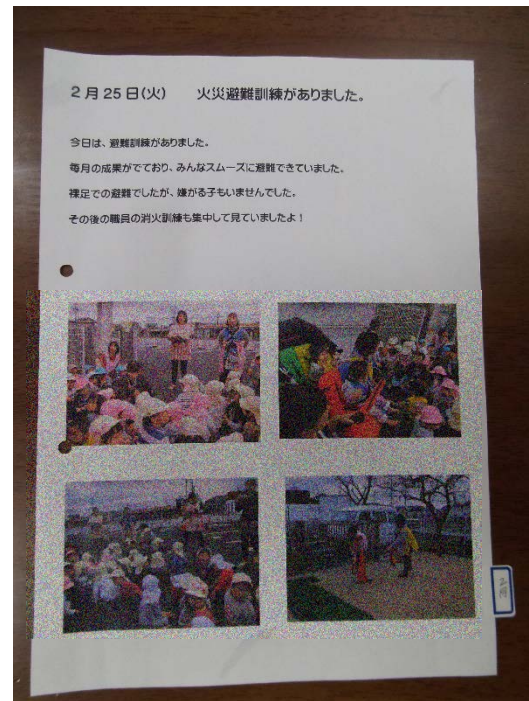 2月25日(火)　火災避難訓練がありました。
今日は、避難訓練がありました。
毎月の成果がでており、みんなスムーズに避難できていました。
裸足での避難でしたが、嫌がる子もいませんでした。
その後の職員の消火訓練も集中して見ていましたよ！